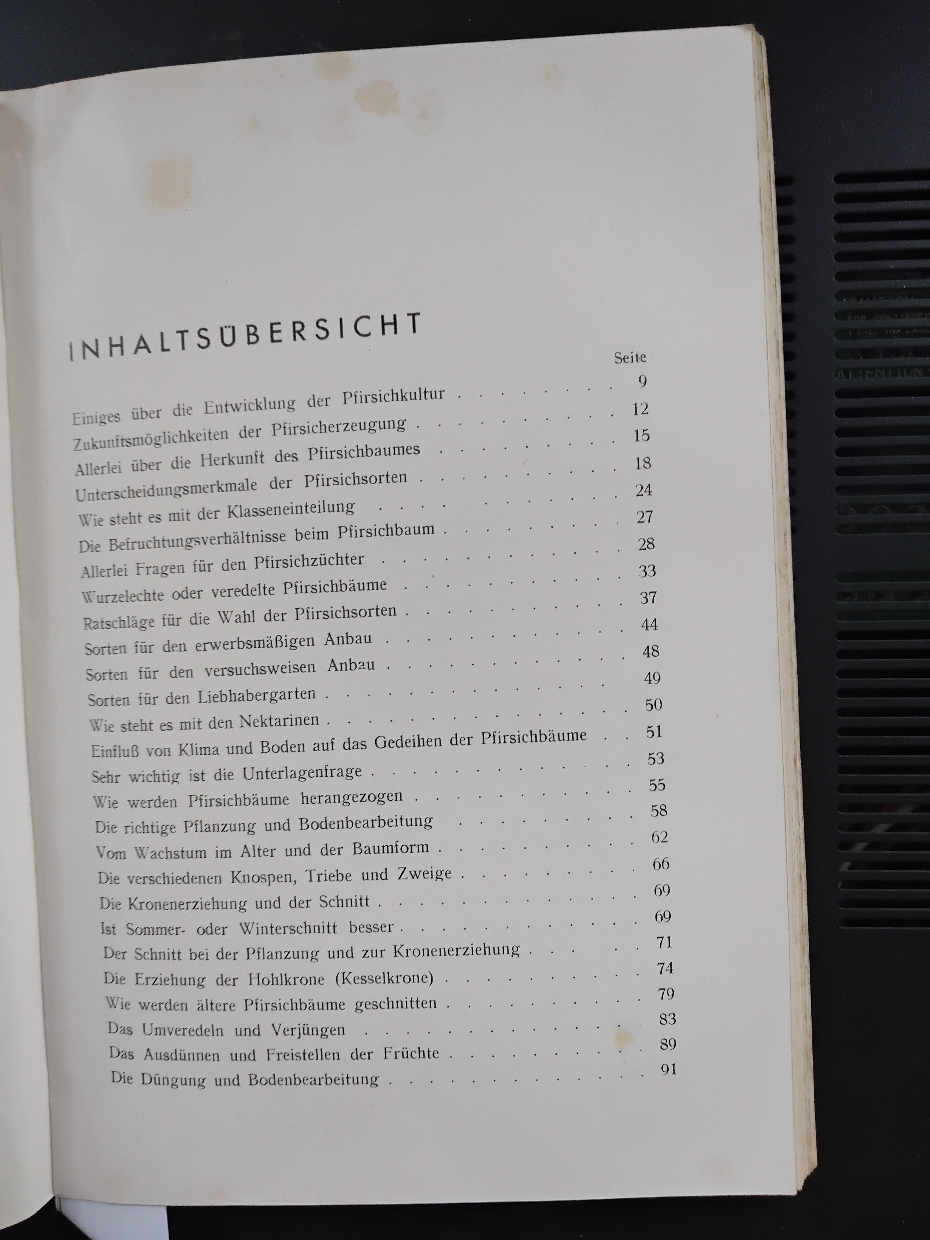 INHALTSÜBERSICHT
Seite
Einiges über die Entwicklung der Pfirsichkultur . . . . . . . 9
Zukunftsmöglichkeiten der Pfirsicherzeugung . . . . . . . . 12
Allerlei über die Herkunft des Pfirsichbaumes . . . . . . . 15
Unterscheidungsmerkmale der Pfirsichsorten . . . . . . . . 18
Wie steht es mit der Klasseneinteilung . . . . . . . . . 24
Die Befruchtungsverhältnisse beim Pfirsichbaum . . . . . . . 27
Allerlei Fragen für den Pfirsichzüchter . . . . . . . . . 28
Wurzelechte oder veredelte Pfirsichbäume . . . . . . . . . 33
Ratschläge für die Wahl der Pfirsichsorten . . . . . . . . . 37
Sorten für den erwerbsmäßigen Anbau . . . . . . . . . . 44
Sorten für den versuchsweisen Anbau . . . . . . . . . . 48
Sorten für den Liebhabergarten . . . . . . . . . . . 49
Wie steht es mit den Nektarinen . . . . . . . . . . . . 50
Einfluß von Klima und Boden auf das Gedeihen der Pfirsichbäume . . 51
Sehr wichtig ist die Unterlagenfrage . . . . . . . . . . . 53
Wie werden Pfirsichbäume herangezogen . . . . . . . . . 55
Die richtige Pflanzung und Bodenbearbeitung . . . . . . . . 58
Vom Wachstum im Alter und der Baumform . . . . . . . . 62
Die verschiedenen Knospen, Triebe und Zweige . . . . . . . 66
Die Kronenerziehung und der Schnitt . . . . . . . . . . 69
Ist Sommer- oder Winterschnitt besser . . . . . . . . . . 69
Der Schnitt bei der Pflanzung und zur Kronenerziehung . . . . . 71
Die Erziehung der Hohlkrone (Kesselkrone) . . . . . . . . 74
Wie werden ältere Pfirsichbäume geschnitten . . . . . . . . 79
Das Umveredeln und Verjüngen . . . . . . . . . . . 83
Das Ausdünnen und Freistellen der Früchte . . . . . . . . 89
Die Düngung und Bodenbearbeitung . . . . . . . . . . 91
ATTENTION